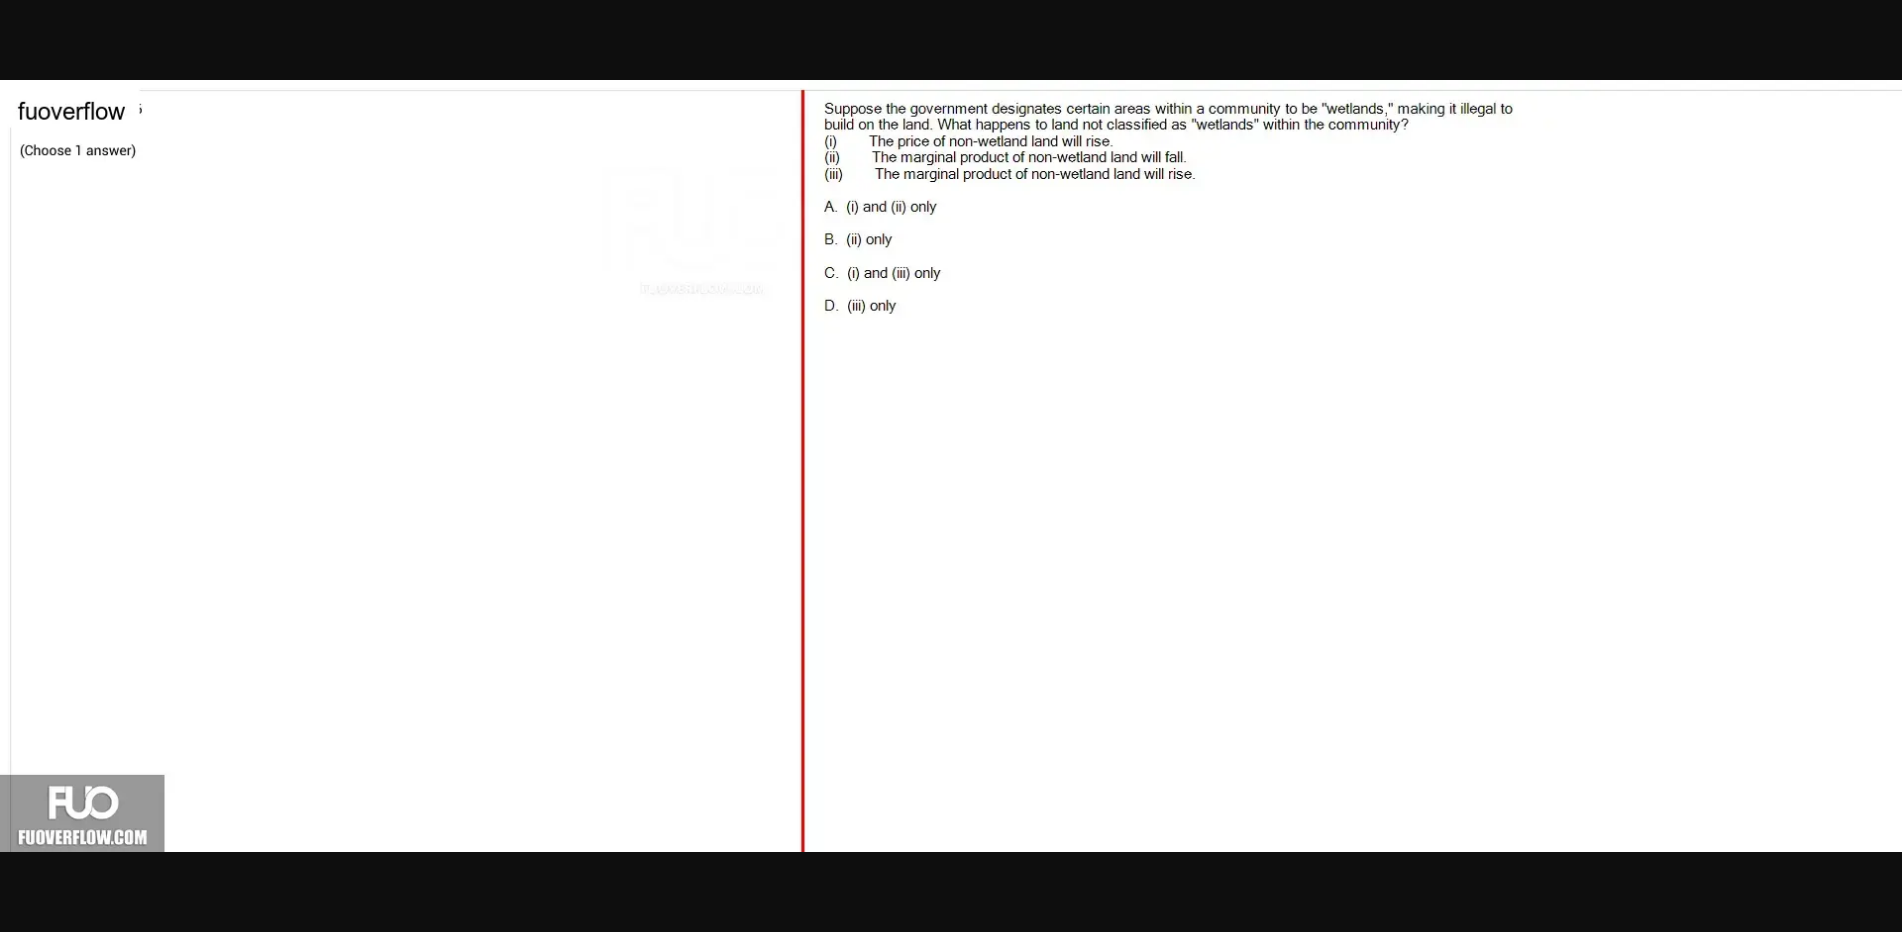 fuoverflow
(Choose 1 answer)
Suppose the government designates certain areas within a community to be "wetlands," making it illegal to
build on the land. What happens to land not classified as "wetlands" within the community?
(i) The price of non-wetland land will rise.
(ii) The marginal product of non-wetland land will fall.
(iii) The marginal product of non-wetland land will rise.
A. (i) and (ii) only
B. (ii) only
C. (i) and (iii) only
D. (iii) only
FUOVERFLOW.COM
FUO
FUOVERFLOW.COM